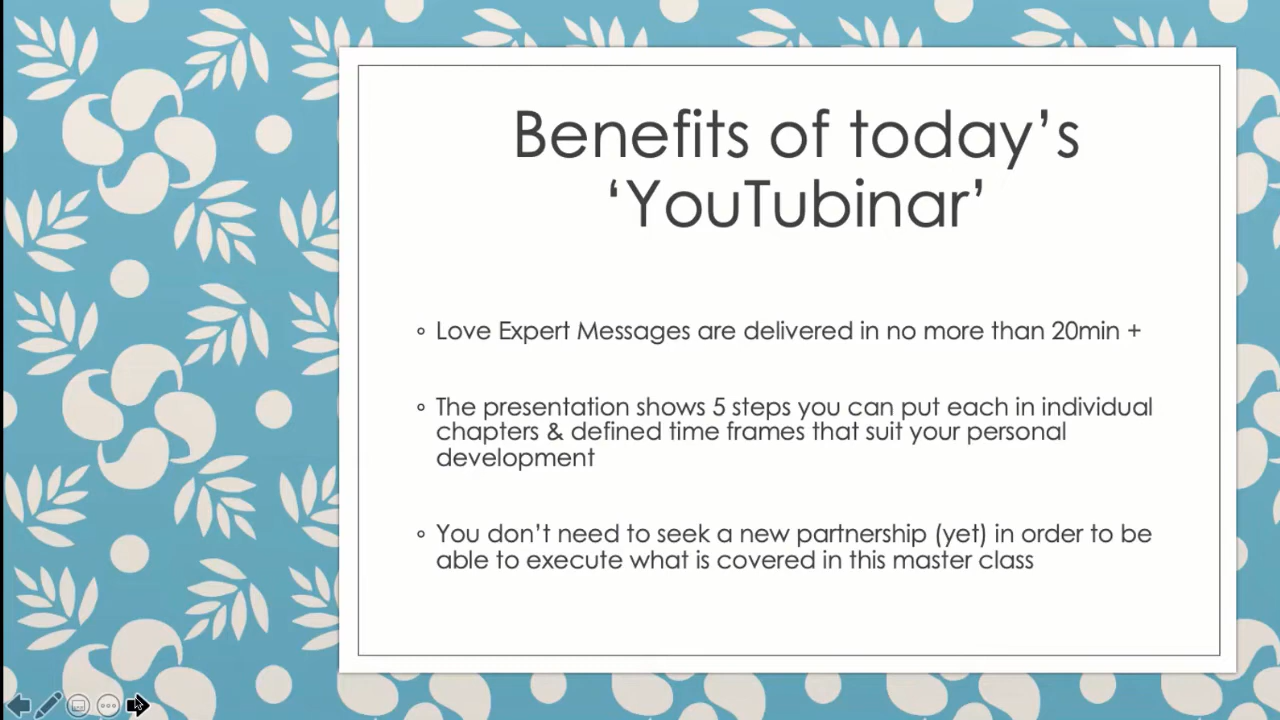 Benefits of today’s
‘YouTubinar’
◦ Love Expert Messages are delivered in no more than 20min +
◦ The presentation shows 5 steps you can put each in individual
chapters & defined time frames that suit your personal
development
◦ You don’t need to seek a new partnership (yet) in order to be
able to execute what is covered in this master class